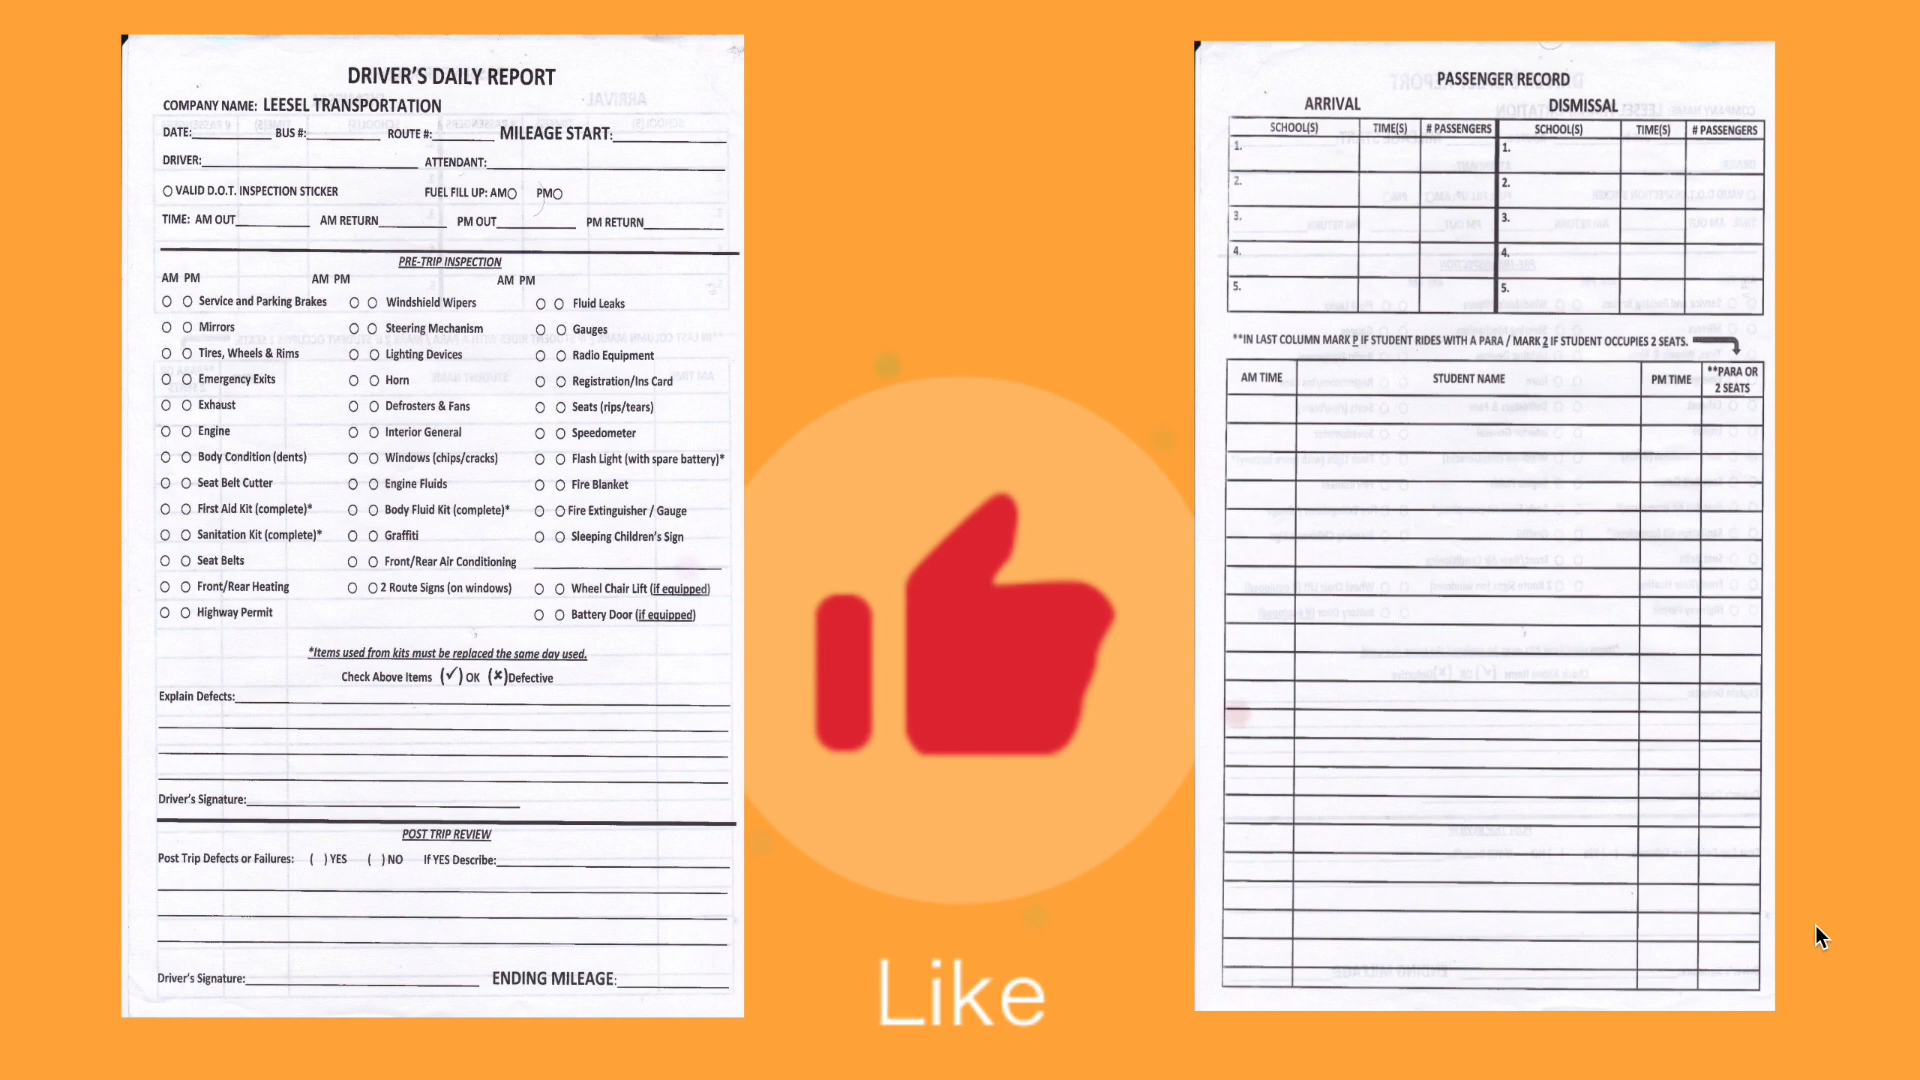 DRIVER'S DAILY REPORT
COMPANY NAME: LEESEL TRANSPORTATION
DATE: BUS #: ROUTE #: MILEAGE START:
DRIVER: ATTENDANT:
VALID D.O.T. INSPECTION STICKER FUEL FILL UP: AM PM
TIME: AM OUT AM RETURN PM OUT PM RETURN
PRE-TRIP INSPECTION
AM PM AM PM AM PM
Service and Parking Brakes Windshield Wipers Fluid Leaks
Mirrors Steering Mechanism Gauges
Tires, Wheels & Rims Lighting Devices Radio Equipment
Emergency Exits Horn Registration/Ins Card
Exhaust Defrosters & Fans Seats (rips/tears)
Engine Interior General Speedometer
Body Condition (dents) Windows (chips/cracks) Flash Light (with spare battery)*
Seat Belt Cutter Engine Fluids Fire Blanket
First Aid Kit (complete)* Body Fluid Kit (complete)* Fire Extinguisher / Gauge
Sanitation Kit (complete)* Graffiti Sleeping Children's Sign
Seat Belts Front/Rear Air Conditioning
Front/Rear Heating 2 Route Signs (on windows) Wheel Chair Lift (if equipped)
Highway Permit Battery Door (if equipped)
*Items used from kits must be replaced the same day used.
Check Above Items (✓) OK (✗)Defective
Explain Defects:
Driver's Signature:
POST TRIP REVIEW
Post Trip Defects or Failures: ( ) YES ( ) NO If YES Describe:
Driver's Signature: ENDING MILEAGE:
Like
PASSENGER RECORD
ARRIVAL DISMISSAL
SCHOOL(S) TIME(S) # PASSENGERS SCHOOL(S) TIME(S) # PASSENGERS
1. 1.
2. 2.
3. 3.
4. 4.
5. 5.
**IN LAST COLUMN MARK P IF STUDENT RIDES WITH A PARA / MARK 2 IF STUDENT OCCUPIES 2 SEATS.
AM TIME STUDENT NAME PM TIME **PARA OR
2 SEATS